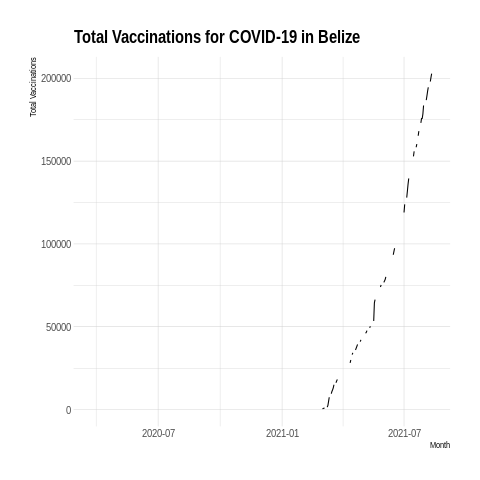 Total Vaccinations for COVID-19 in Belize
Total Vaccinations
200000
150000
100000
50000
0
2020-07 2021-01 2021-07
Month